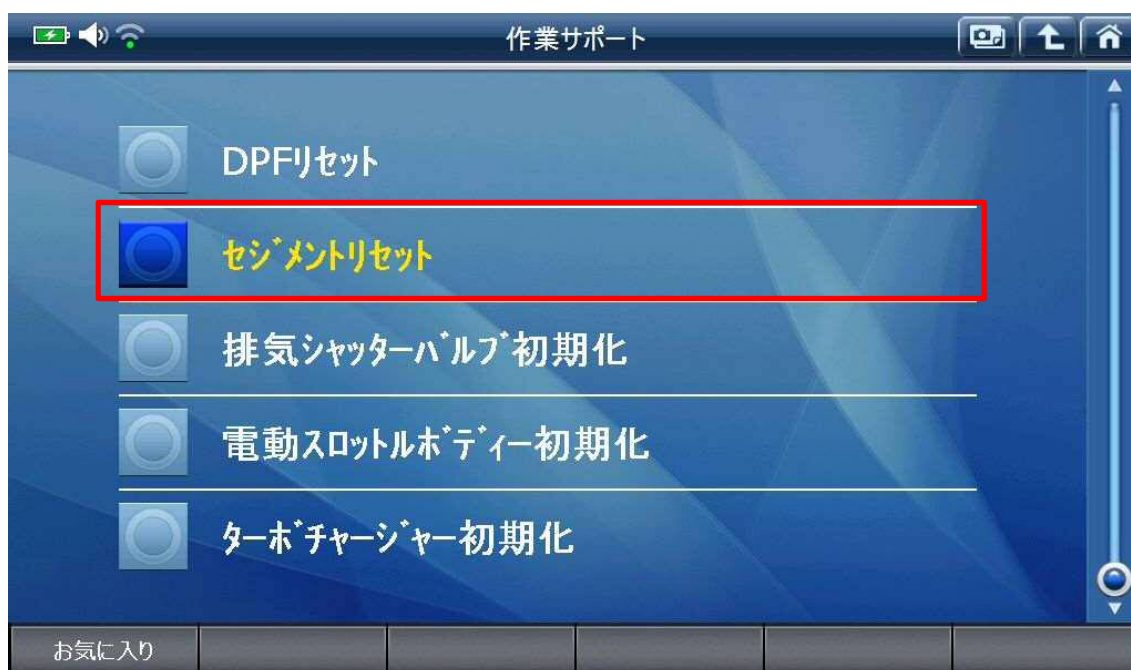 作業サポート
DPFリセット
セジメントリセット
排気シャッターバルブ初期化
電動スロットルボディー初期化
ターボチャージャー初期化
お気に入り